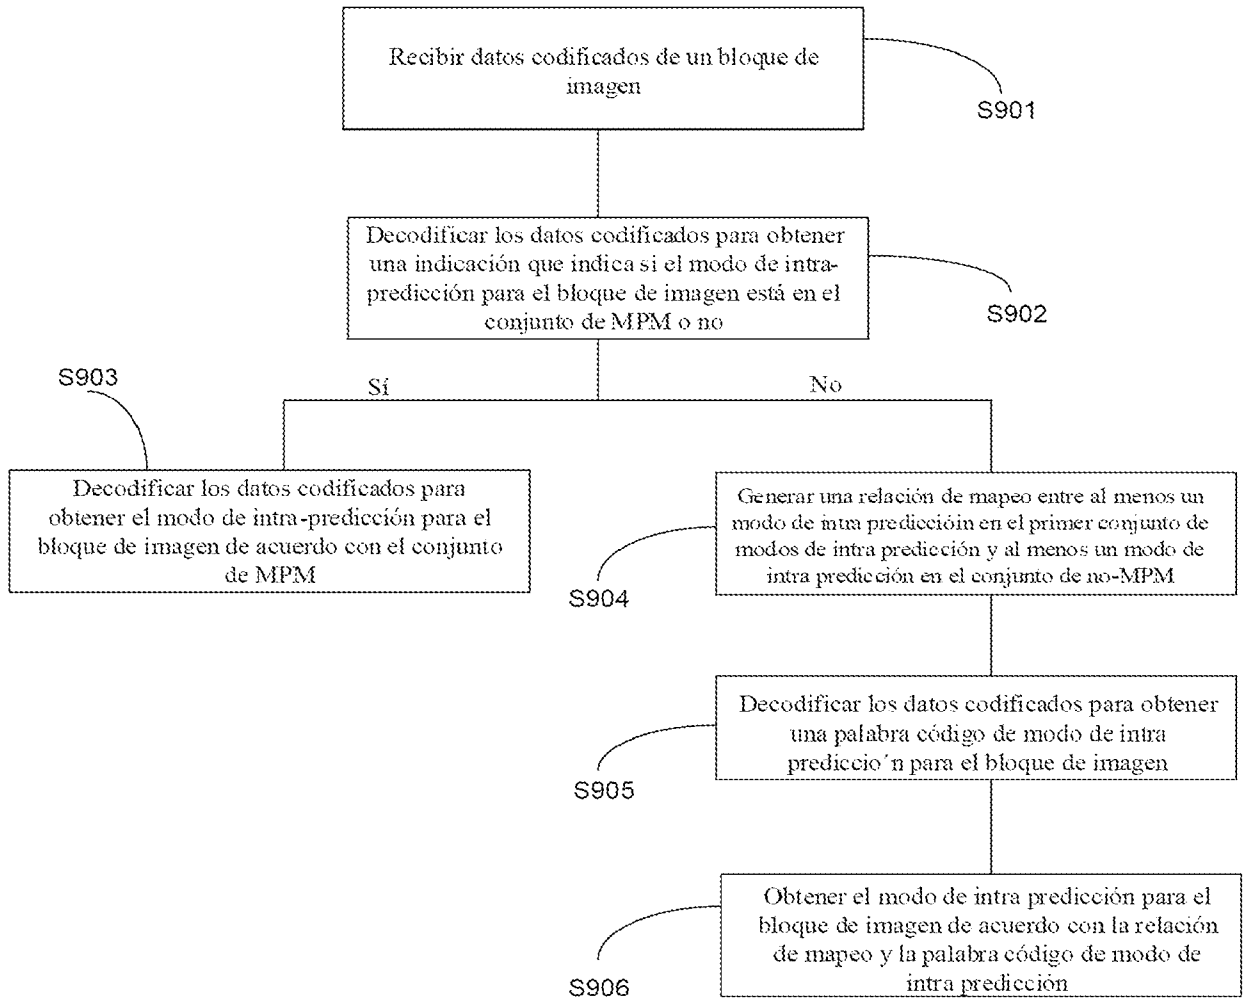 Recibir datos codificados de un bloque de
imagen
S901
Decodificar los datos codificados para obtener
una indicación que indica si el modo de intra-
predicción para el bloque de imagen está en el
conjunto de MPM o no
S902
Sí
No
S903
Decodificar los datos codificados para
obtener el modo de intra-predicción para el
bloque de imagen de acuerdo con el conjunto
de MPM
Generar una relación de mapeo entre al menos un
modo de intra prediccióin en el primer conjunto de
modos de intra predicción y al menos un modo de
intra predicción en el conjunto de no-MPM
S904
Decodificar los datos codificados para obtener
una palabra código de modo de intra
prediccio´n para el bloque de imagen
S905
Obtener el modo de intra predicción para el
bloque de imagen de acuerdo con la relación
de mapeo y la palabra código de modo de
intra predicción
S906